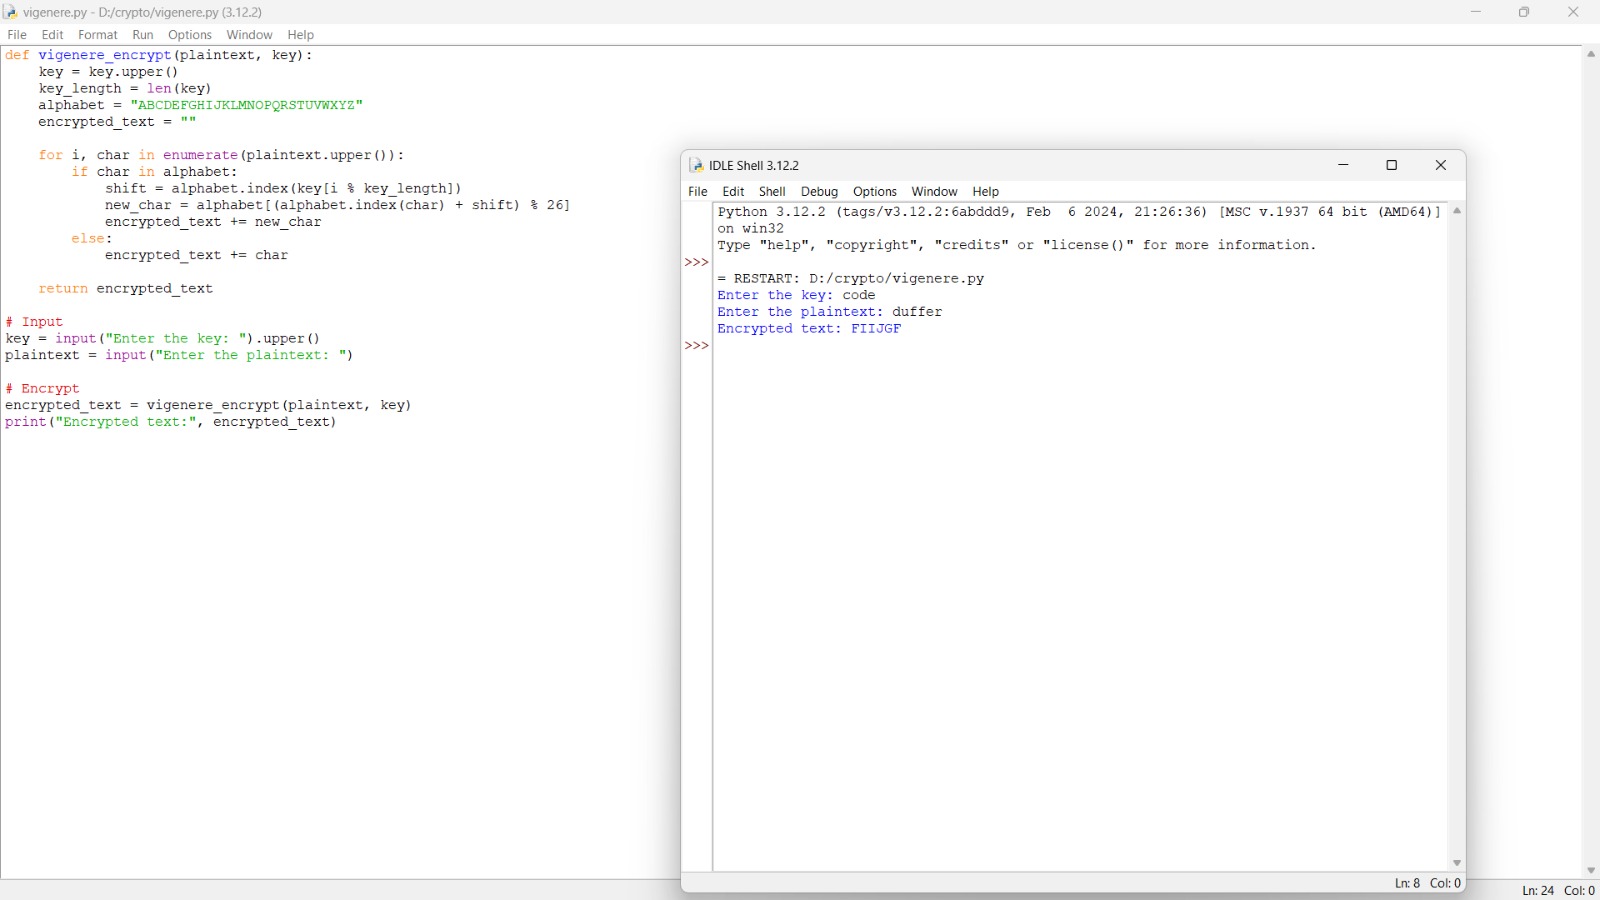 vigenere.py - D:/crypto/vigenere.py (3.12.2)
File Edit Format Run Options Window Help
def vigenere_encrypt(plaintext, key):
    key = key.upper()
    key_length = len(key)
    alphabet = "ABCDEFGHIJKLMNOPQRSTUVWXYZ"
    encrypted_text = ""

    for i, char in enumerate(plaintext.upper()):
        if char in alphabet:
            shift = alphabet.index(key[i % key_length])
            new_char = alphabet[(alphabet.index(char) + shift) % 26]
            encrypted_text += new_char
        else:
            encrypted_text += char

    return encrypted_text

# Input
key = input("Enter the key: ").upper()
plaintext = input("Enter the plaintext: ")

# Encrypt
encrypted_text = vigenere_encrypt(plaintext, key)
print("Encrypted text:", encrypted_text)
IDLE Shell 3.12.2
File Edit Shell Debug Options Window Help
Python 3.12.2 (tags/v3.12.2:6abddd9, Feb  6 2024, 21:26:36) [MSC v.1937 64 bit (AMD64)]
on win32
Type "help", "copyright", "credits" or "license()" for more information.
>>>
= RESTART: D:/crypto/vigenere.py
Enter the key: code
Enter the plaintext: duffer
Encrypted text: FIIJGF
>>>
Ln: 8 Col: 0
Ln: 24 Col: 0